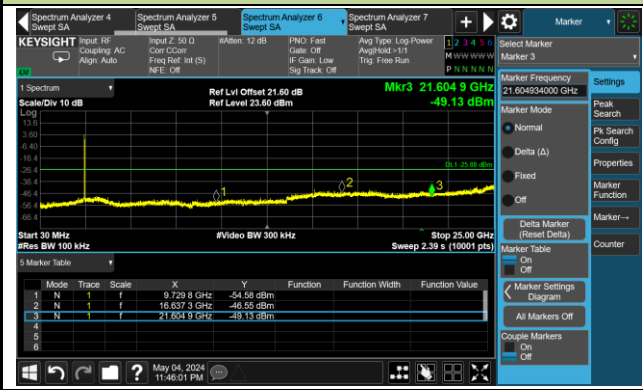 Spectrum Analyzer 4
Swept SA
Spectrum Analyzer 5
Swept SA
Spectrum Analyzer 6
Swept SA
Spectrum Analyzer 7
Swept SA
Marker
KEYSIGHT
Input: RF
Coupling: AC
Align: Auto
Input Z: 50 Ω
Corr CCorr
Freq Ref: Int (S)
NFE: Off
#Atten: 12 dB
PNO: Fast
Gate: Off
IF Gain: Low
Sig Track: Off
Avg Type: Log-Power
Avg|Hold:>1/1
Trig: Free Run
1 2 3 4 5 6
M W W W W W
P N N N N N
Select Marker
Marker 3
1 Spectrum
Scale/Div 10 dB
Log
Ref Lvl Offset 21.60 dB
Ref Level 23.60 dBm
Mkr3 21.604 9 GHz
-49.13 dBm
13.6
3.60
-6.40
-16.4
-26.4
-36.4
-46.4
-56.4
-66.4
DL1 -25.88 dBm
1
2
3
Start 30 MHz
#Res BW 100 kHz
#Video BW 300 kHz
Stop 25.00 GHz
Sweep 2.39 s (10001 pts)
5 Marker Table
Mode Trace Scale X Y Function Function Width Function Value
1 N 1 f 9.729 8 GHz -54.58 dBm
2 N 1 f 16.637 3 GHz -46.55 dBm
3 N 1 f 21.604 9 GHz -49.13 dBm
4
5
6
Marker Frequency
21.604934000 GHz
Marker Mode
Normal
Delta (Δ)
Fixed
Off
Delta Marker
(Reset Delta)
Marker Table
On
Off
Marker Settings
Diagram
All Markers Off
Couple Markers
On
Off
Settings
Peak
Search
Pk Search
Config
Properties
Marker
Function
Marker→
Counter
?
May 04, 2024
11:46:01 PM